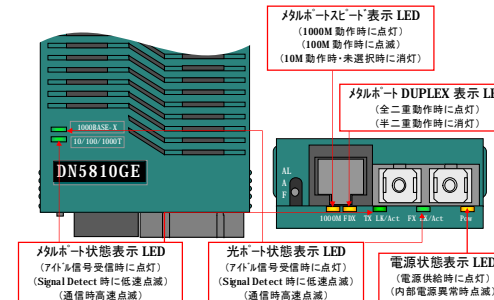 ﾒﾀﾙﾎﾟｰﾄｽﾋﾟｰﾄﾞ表示 LED
(1000M 動作時に点灯)
(100M 動作時に点滅)
(10M 動作時・未選択時に消灯)
ﾒﾀﾙﾎﾟｰﾄ DUPLEX 表示 LE
(全二重動作時に点灯)
(半二重動作時に消灯)
1000BASE-X
10/100/1000T
DN5810GE
AL
A
F
1000M FDX TX LK/Act FX LK/Act Pow
ﾒﾀﾙﾎﾟｰﾄ状態表示 LED
(ｱｲﾄﾞﾙ信号受信時に点灯)
(Signal Detect 時に低速点滅)
(通信時高速点滅)
光ﾎﾟｰﾄ状態表示 LED
(ｱｲﾄﾞﾙ信号受信時に点灯)
(Signal Detect 時に低速点滅)
(通信時高速点滅)
電源状態表示 LED
(電源供給時に点灯)
(内部電源異常時点滅)